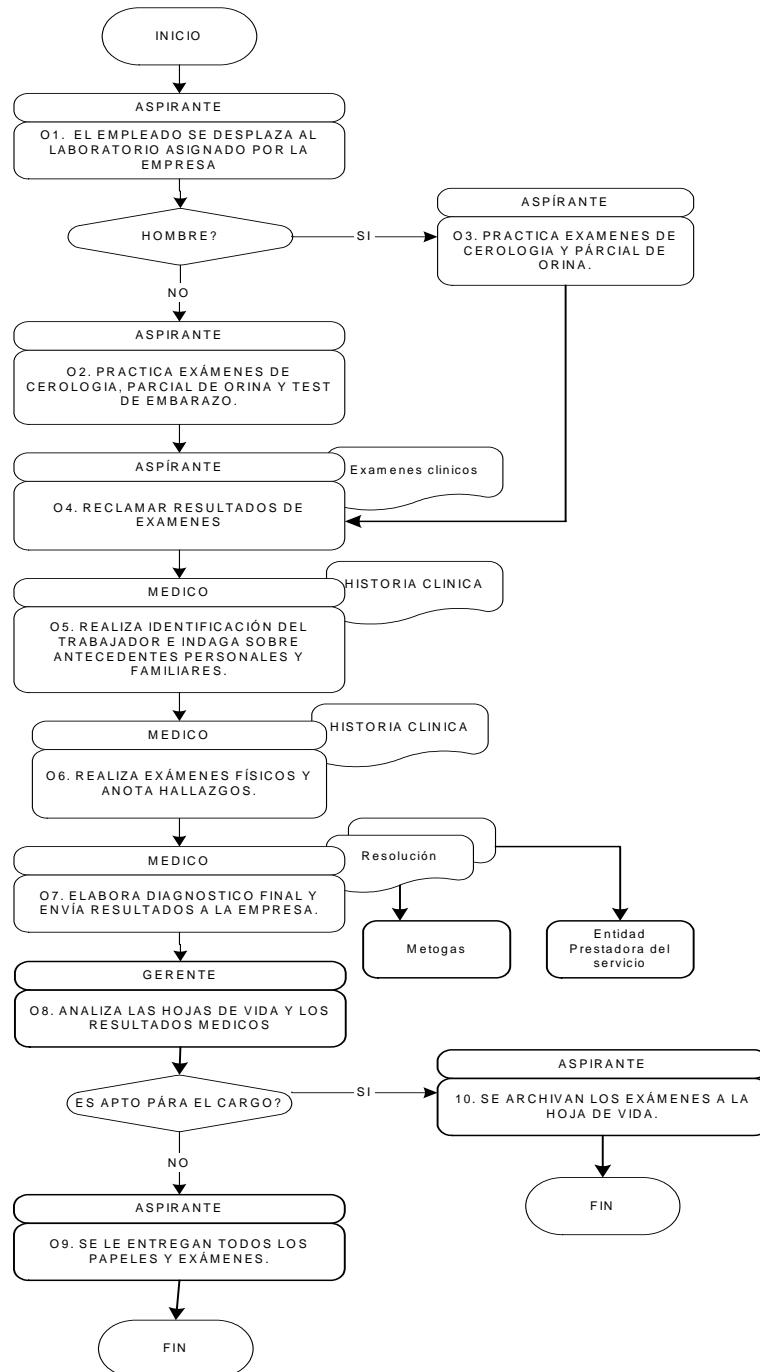 INICIO
ASPIRANTE
O1. EL EMPLEADO SE DESPLAZA AL
LABORATORIO ASIGNADO POR LA
EMPRESA
HOMBRE?
SI
ASPÍRANTE
O3. PRACTICA EXAMENES DE
CEROLOGIA Y PÁRCIAL DE
ORINA.
NO
ASPIRANTE
O2. PRACTICA EXÁMENES DE
CEROLOGIA, PARCIAL DE ORINA Y TEST
DE EMBARAZO.
ASPÍRANTE
Examenes clinicos
O4. RECLAMAR RESULTADOS DE
EXAMENES
MEDICO
HISTORIA CLINICA
O5. REALIZA IDENTIFICACIÓN DEL
TRABAJADOR E INDAGA SOBRE
ANTECEDENTES PERSONALES Y
FAMILIARES.
MEDICO
HISTORIA CLINICA
O6. REALIZA EXÁMENES FÍSICOS Y
ANOTA HALLAZGOS.
MEDICO
Resolución
O7. ELABORA DIAGNOSTICO FINAL Y
ENVÍA RESULTADOS A LA EMPRESA.
Metogas
Entidad
Prestadora del
servicio
GERENTE
O8. ANALIZA LAS HOJAS DE VIDA Y LOS
RESULTADOS MEDICOS
ES APTO PÁRA EL CARGO?
SI
ASPIRANTE
10. SE ARCHIVAN LOS EXÁMENES A LA
HOJA DE VIDA.
FIN
NO
ASPIRANTE
O9. SE LE ENTREGAN TODOS LOS
PAPELES Y EXÁMENES.
FIN